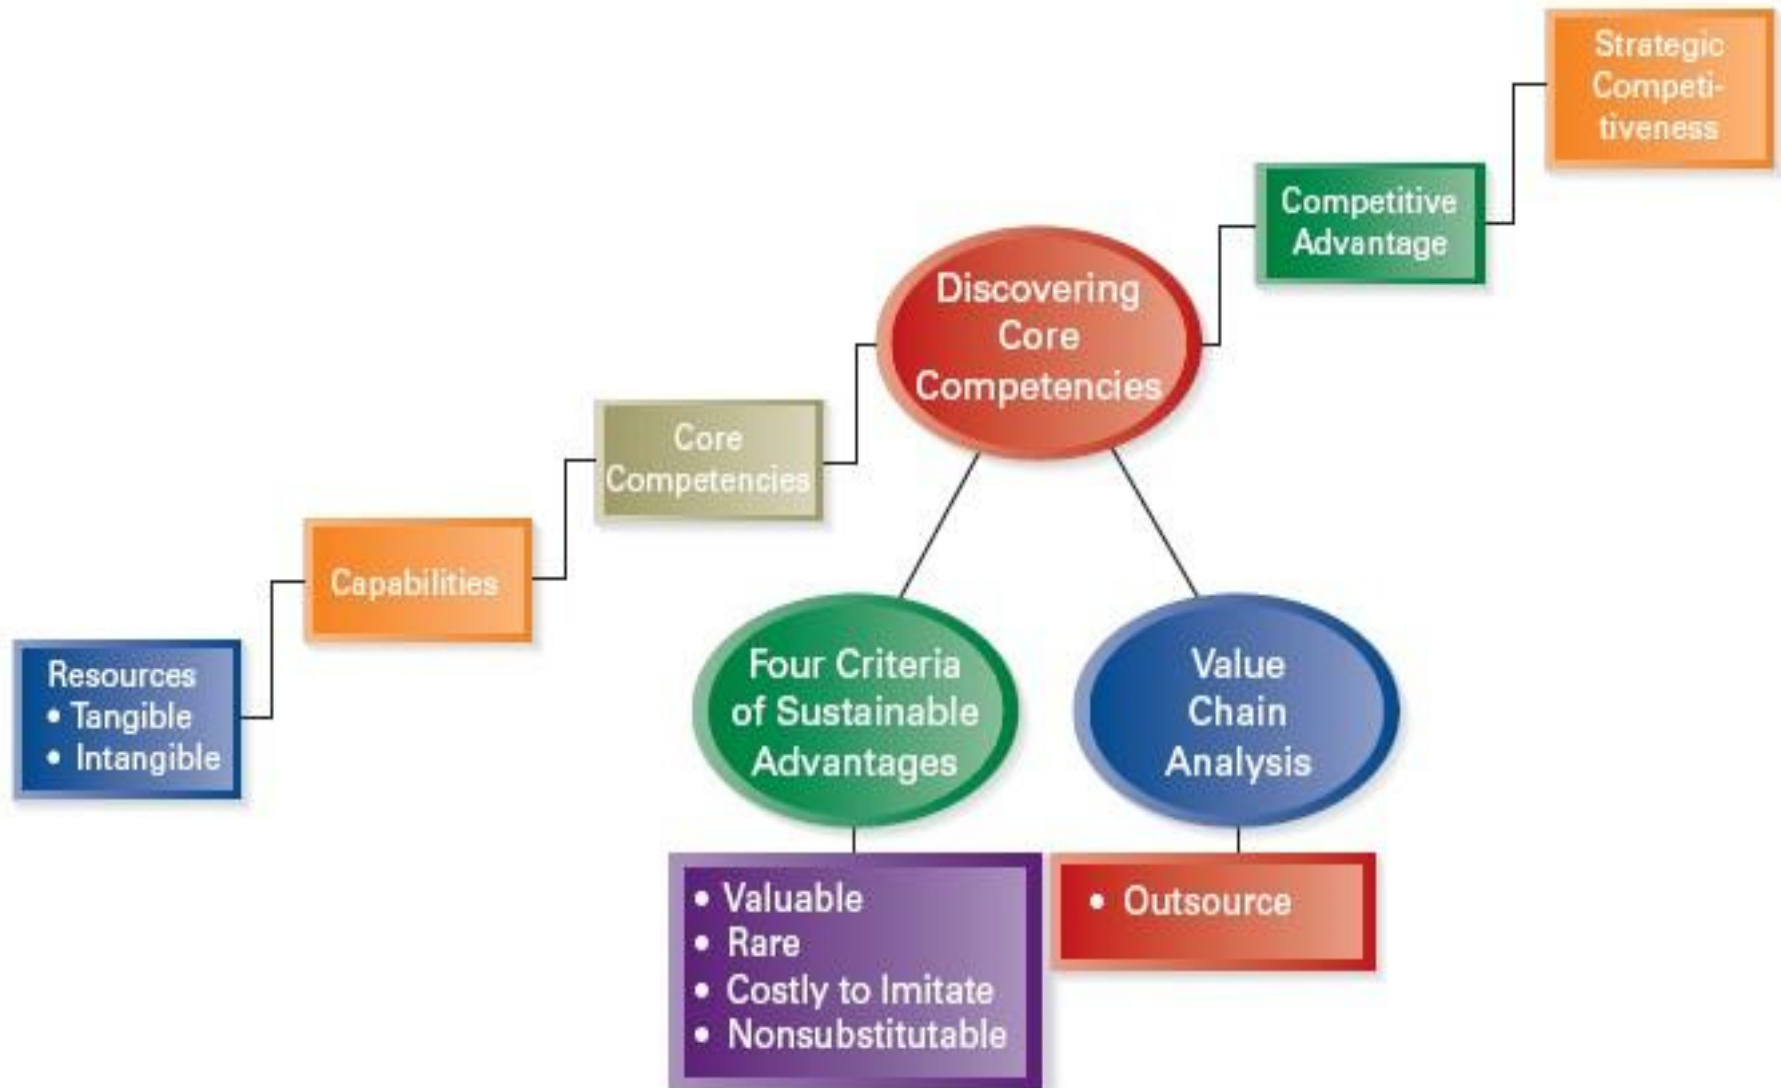 Strategic
Competi-
tiveness
Competitive
Advantage
Discovering
Core
Competencies
Core
Competencies
Capabilities
Resources
• Tangible
• Intangible
Four Criteria
of Sustainable
Advantages
Value
Chain
Analysis
• Valuable
• Rare
• Costly to Imitate
• Nonsubstitutable
• Outsource